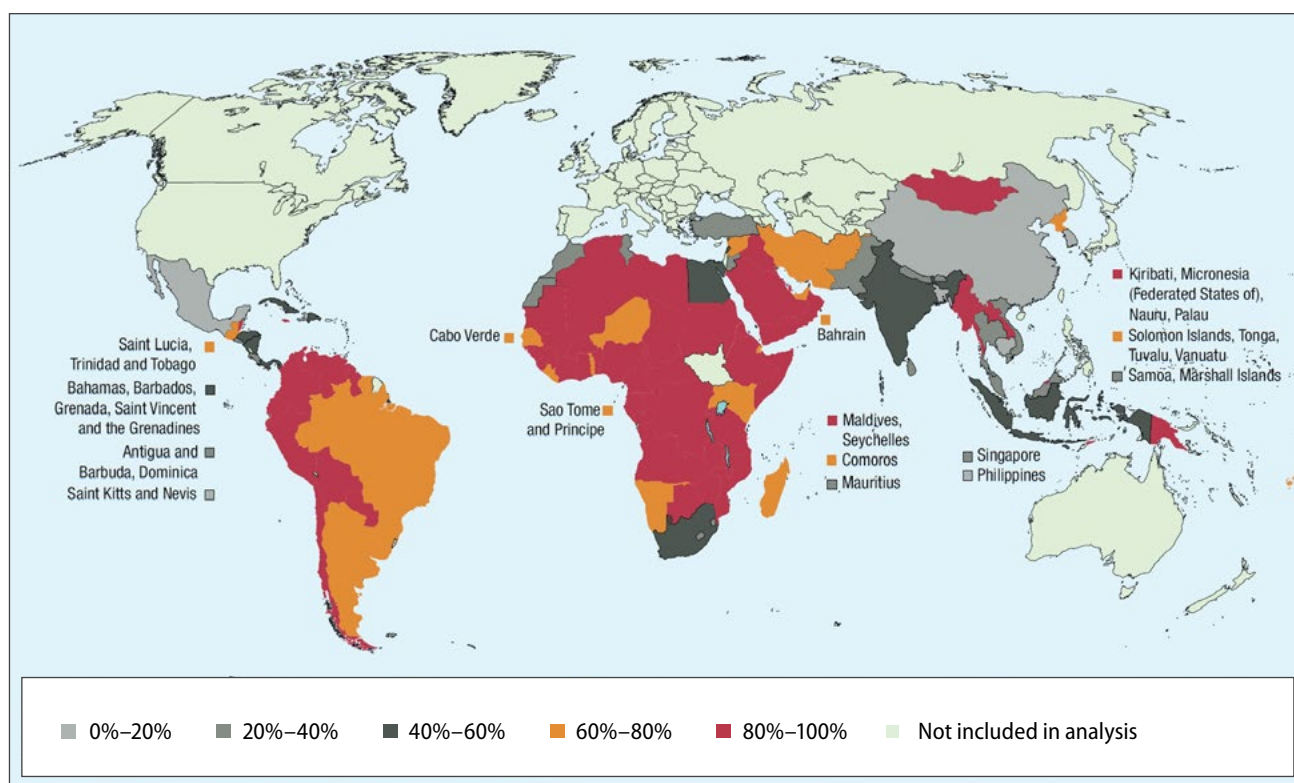 Saint Lucia,
Trinidad and Tobago
Bahamas, Barbados,
Grenada, Saint Vincent
and the Grenadines
Antigua and
Barbuda, Dominica
Saint Kitts and Nevis
Cabo Verde
Sao Tome
and Principe
Bahrain
Maldives,
Seychelles
Comoros
Mauritius
Singapore
Philippines
Kiribati, Micronesia
(Federated States of),
Nauru, Palau
Solomon Islands, Tonga,
Tuvalu, Vanuatu
Samoa, Marshall Islands
0%–20%
20%–40%
40%–60%
60%–80%
80%–100%
Not included in analysis